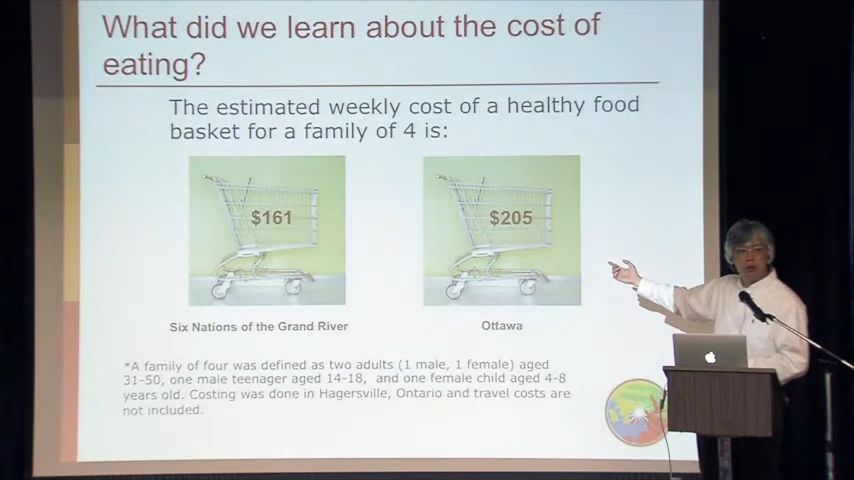 What did we learn about the cost of
eating?
The estimated weekly cost of a healthy food
basket for a family of 4 is:
$161
$205
Six Nations of the Grand River
Ottawa
*A family of four was defined as two adults (1 male, 1 female) aged
31-50, one male teenager aged 14-18, and one female child aged 4-8
years old. Costing was done in Hagersville, Ontario and travel costs are
not included.